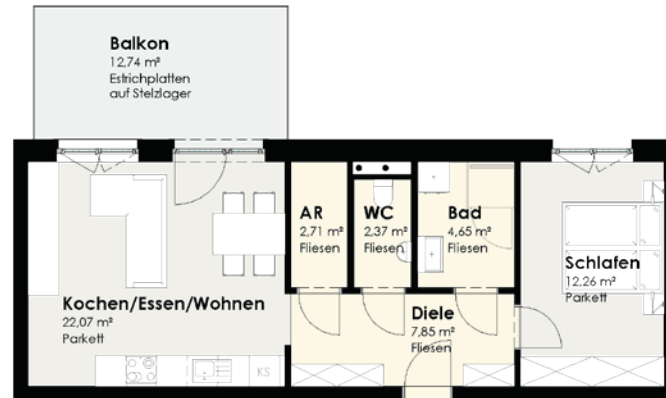 Balkon
12,74 m²
Estrichplatten
auf Stelzlager
AR
2,71 m²
Fliesen
WC
2,37 m²
Fliesen
Bad
4,65 m²
Fliesen
Schlafen
12,26 m²
Parkett
Kochen/Essen/Wohnen
22,07 m²
Parkett
Diele
7,85 m²
Fliesen
KS